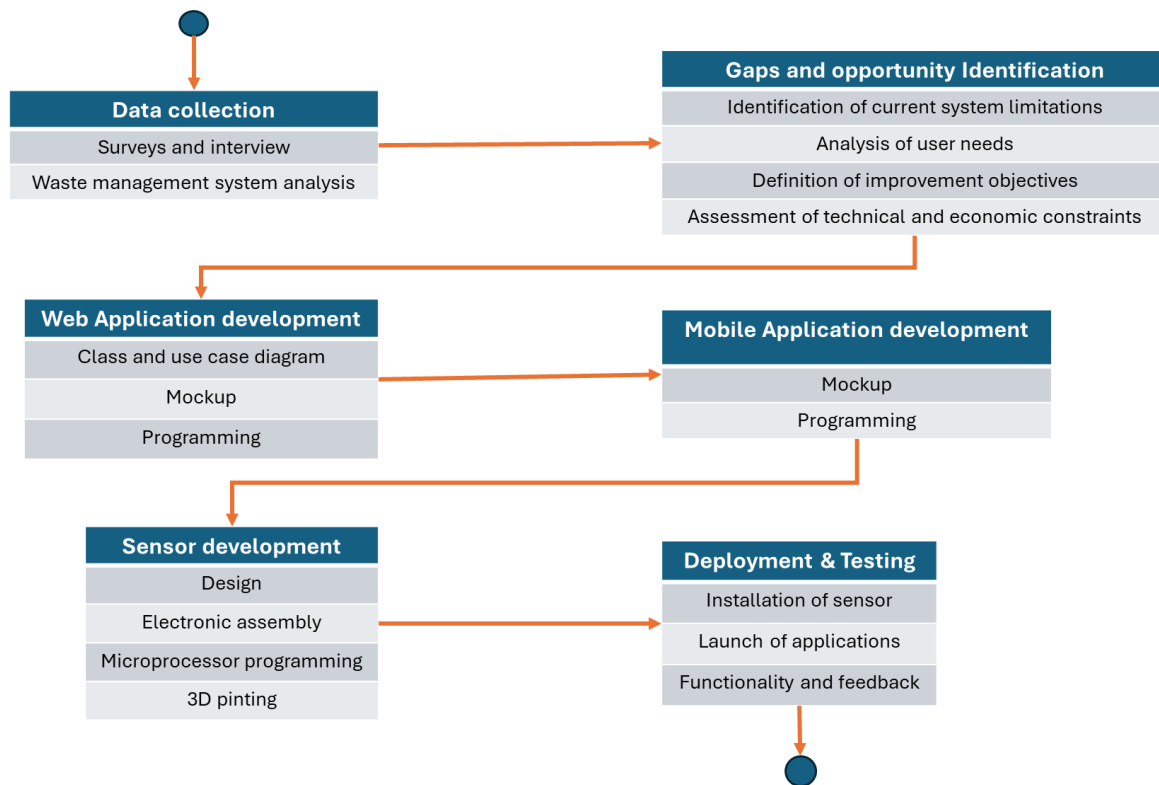 Data collection
Surveys and interview
Waste management system analysis
Gaps and opportunity Identification
Identification of current system limitations
Analysis of user needs
Definition of improvement objectives
Assessment of technical and economic constraints
Web Application development
Class and use case diagram
Mockup
Programming
Mobile Application development
Mockup
Programming
Sensor development
Design
Electronic assembly
Microprocessor programming
3D pinting
Deployment & Testing
Installation of sensor
Launch of applications
Functionality and feedback